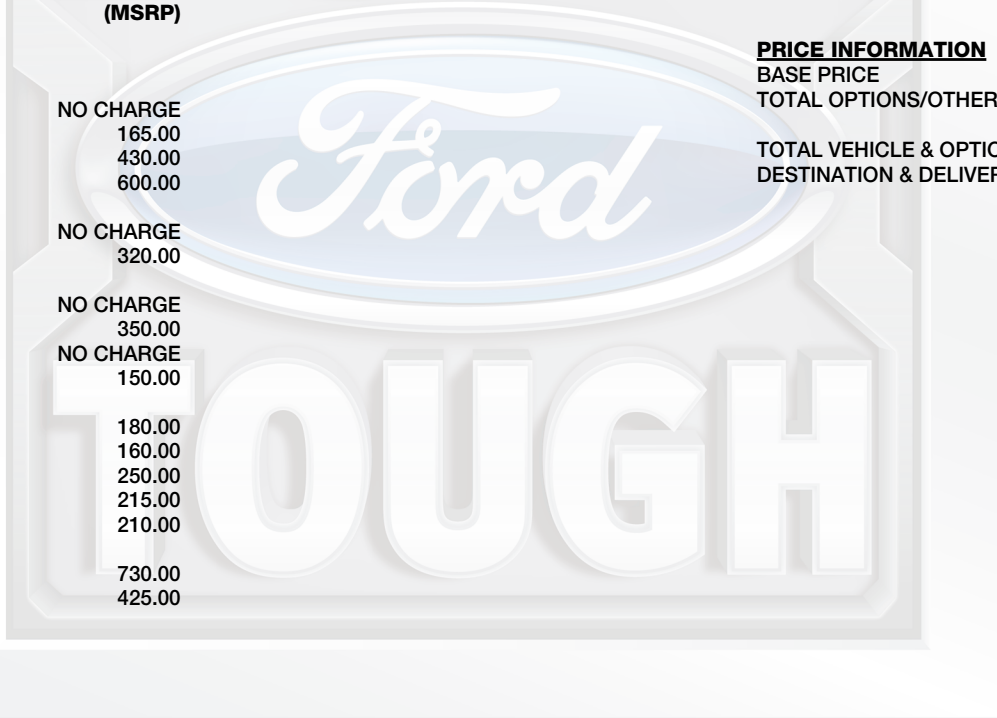 (MSRP)
NO CHARGE
165.00
430.00
600.00
NO CHARGE
320.00
NO CHARGE
350.00
NO CHARGE
150.00
180.00
160.00
250.00
215.00
210.00
730.00
425.00
PRICE INFORMATION
BASE PRICE
TOTAL OPTIONS/OTHER
TOTAL VEHICLE & OPTIO
DESTINATION & DELIVER
Ford
TOUGH